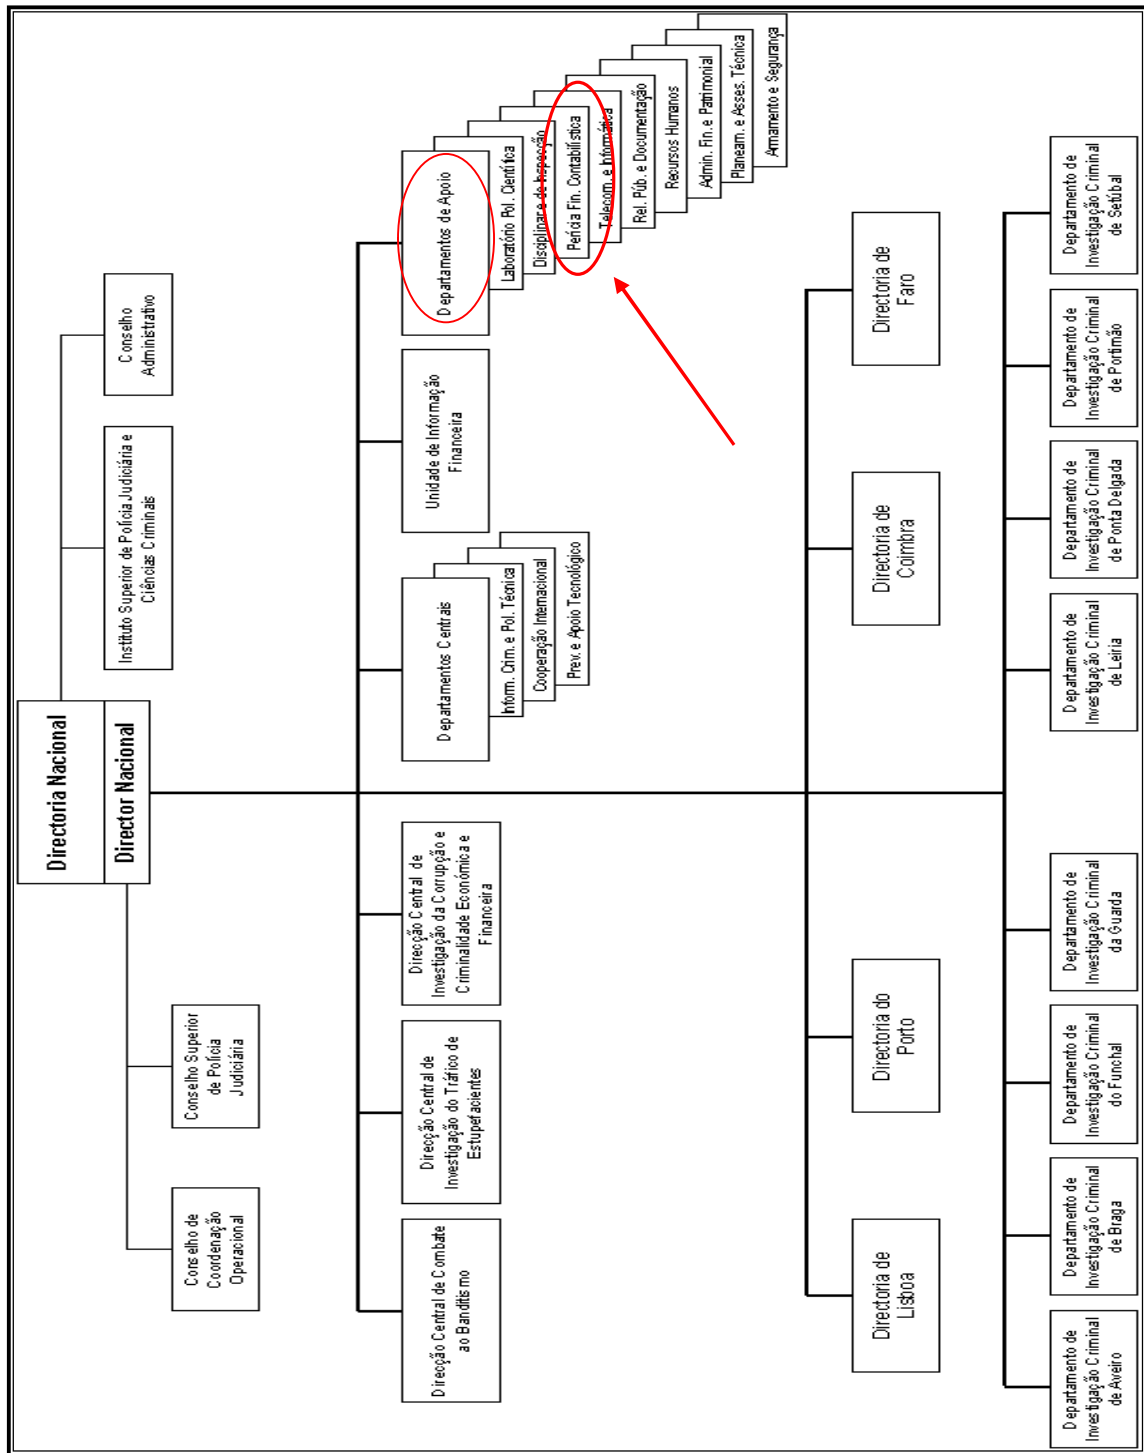 Directoria Nacional
Director Nacional
Conselho de
Coordenação
Operacional
Conselho Superior
de Polícia
Judiciária
Instituto Superior de Polícia Judiciária e
Ciências Criminais
Conselho
Administrativo
Direcção Central de Combate
ao Banditismo
Direcção Central de
Investigação do Tráfico de
Estupefacientes
Direcção Central de
Investigação da Corrupção e
Criminalidade Económica e
Financeira
Departamentos Centrais
Inform. Crim. e Pol. Técnica
Cooperação Internacional
Prev. e Apoio Tecnológico
Unidade de Informação
Financeira
Departamentos de Apoio
Laboratório Pol. Científica
Disciplinar e de Inspecção
Perícia Fin. Contabilística
Telecom. e Informática
Rel. Púb. e Documentação
Recursos Humanos
Admin. Fin. e Patrimonial
Planeam. e Asses. Técnica
Armamento e Segurança
Directoria de
Lisboa
Directoria do
Porto
Directoria de
Coimbra
Directoria de
Faro
Departamento de
Investigação Criminal
de Aveiro
Departamento de
Investigação Criminal
de Braga
Departamento de
Investigação Criminal
do Funchal
Departamento de
Investigação Criminal
da Guarda
Departamento de
Investigação Criminal
de Leiria
Departamento de
Investigação Criminal
de Ponta Delgada
Departamento de
Investigação Criminal
de Portimão
Departamento de
Investigação Criminal
de Setúbal